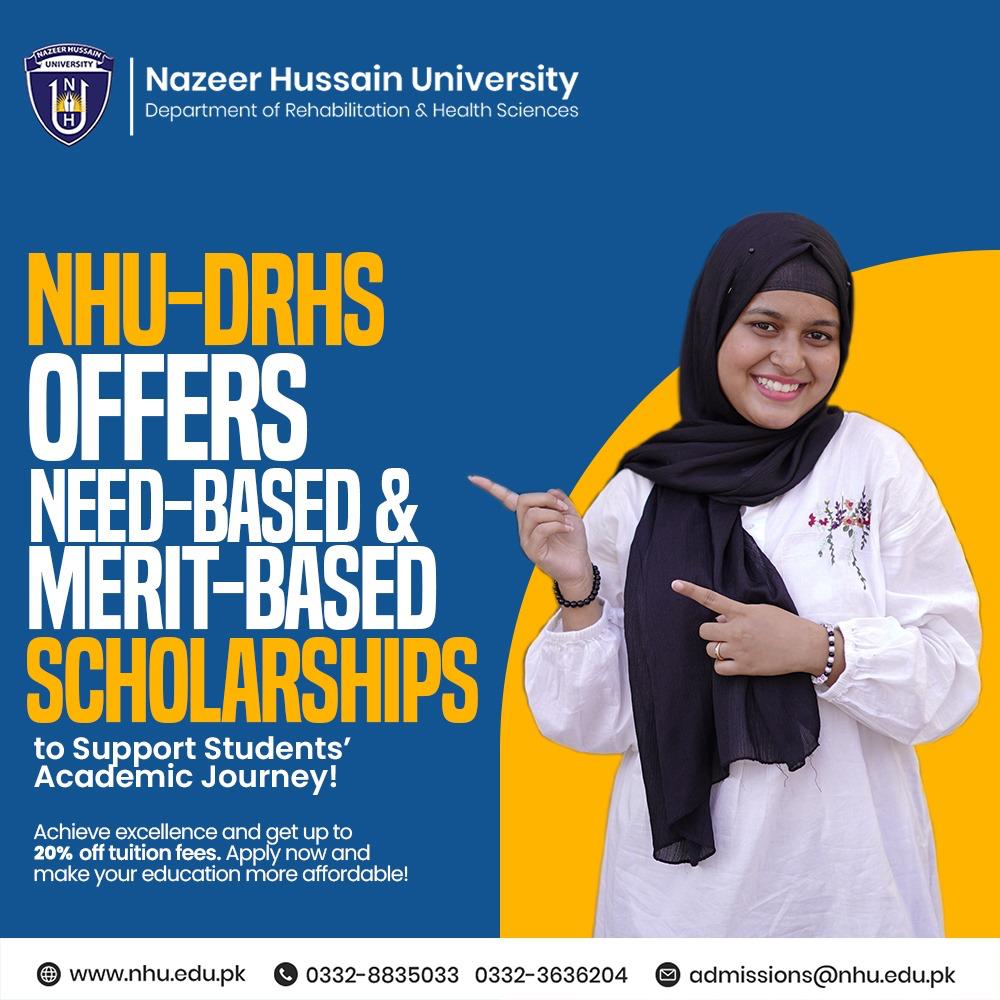 NAZEER HUSSAIN
UNIVERSITY
N
H
Nazeer Hussain University
Department of Rehabilitation & Health Sciences
NHU-DRHS
OFFERS
NEED-BASED &
MERIT-BASED
SCHOLARSHIPS
to Support Students’
Academic Journey!
Achieve excellence and get up to
20% off tuition fees. Apply now and
make your education more affordable!
www.nhu.edu.pk 0332-8835033 0332-3636204 admissions@nhu.edu.pk